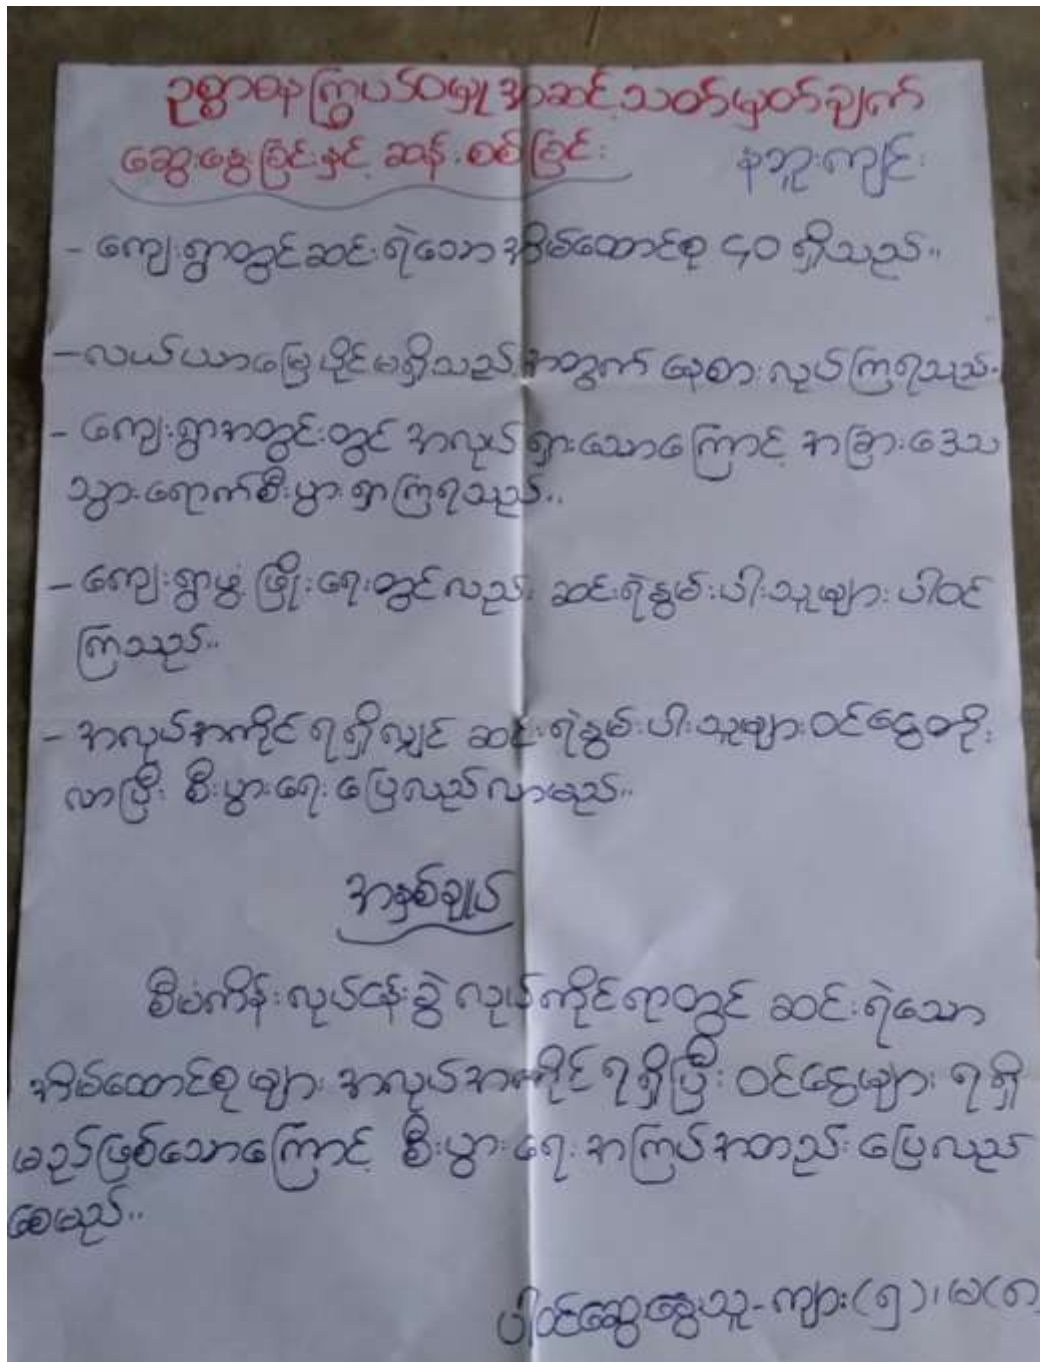 ဥစ္စာဓနကြွယ်ဝမှုအဆင့်သတ်မှတ်ချက်
ဆွေးနွေးခြင်းနှင့် ဆန်းစစ်ခြင်း နဘူးကျင်း
- ကျေးရွာတွင်ဆင်းရဲသော အိမ်ထောင်စု ၄၀ ရှိသည်။
- လယ်ယာမြေပိုင်မရှိသည့်အတွက် နေ့စားလုပ်ကြရသည်။
- ကျေးရွာအတွင်းတွင် အလုပ်ရှားသောကြောင့် အခြားဒေသ
သွားရောက်စီးပွားရှာကြရသည်။
- ကျေးရွာဖွံ့ဖြိုးရေးတွင်လည်း ဆင်းရဲနွမ်းပါးသူများ ပါဝင်
ကြသည်။
- အလုပ်အကိုင်ရရှိလျှင် ဆင်းရဲနွမ်းပါးသူများဝင်ငွေတိုး
လာပြီး စီးပွားရေးပြေလည်လာမည်။
အနှစ်ချုပ်
စီမံကိန်းလုပ်ငန်းခွဲ လုပ်ကိုင်ရာတွင် ဆင်းရဲသော
အိမ်ထောင်စုများ အလုပ်အကိုင်ရရှိပြီး ဝင်ငွေများ ရရှိ
မည်ဖြစ်သောကြောင့် စီးပွားရေးအကြပ်အတည်း ပြေလည်
စေမည်။
ပါဝင်ဆွေးနွေးသူ-ကျား(၅)၊ မ(